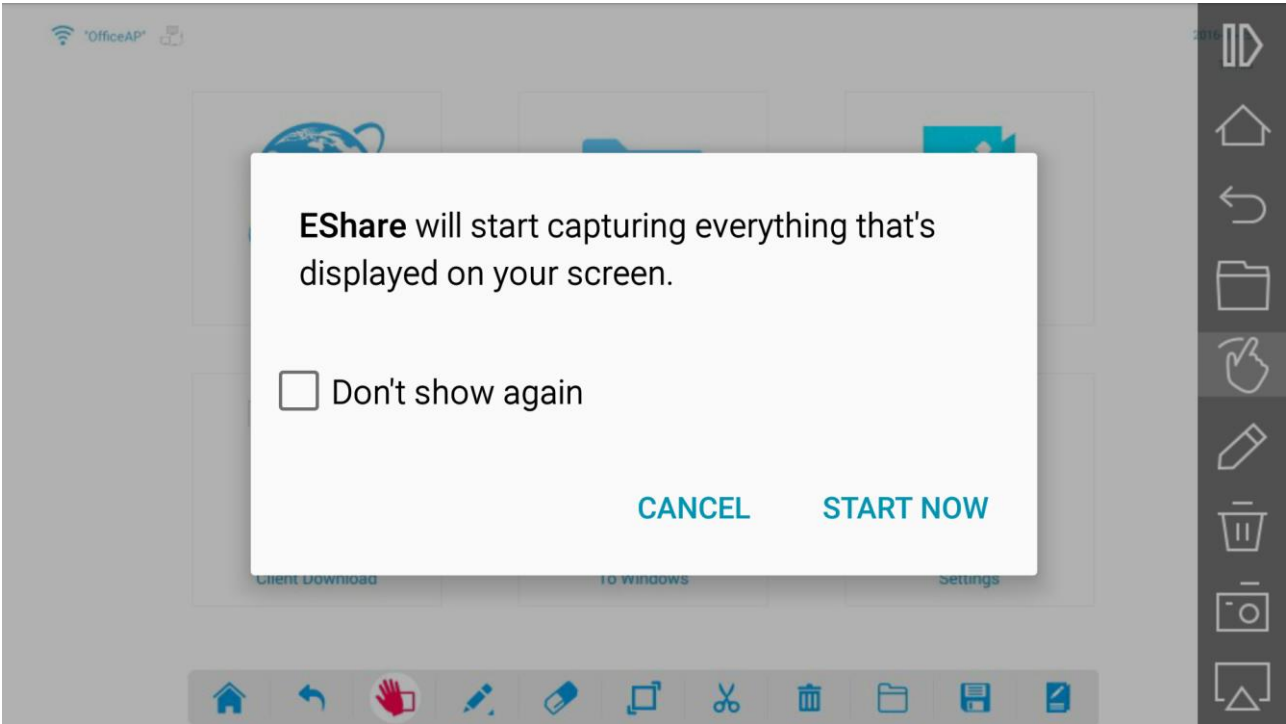 "OfficeAP"
2016-
EShare will start capturing everything that's
displayed on your screen.
Don't show again
CANCEL
START NOW
Client Download
To Windows
Settings